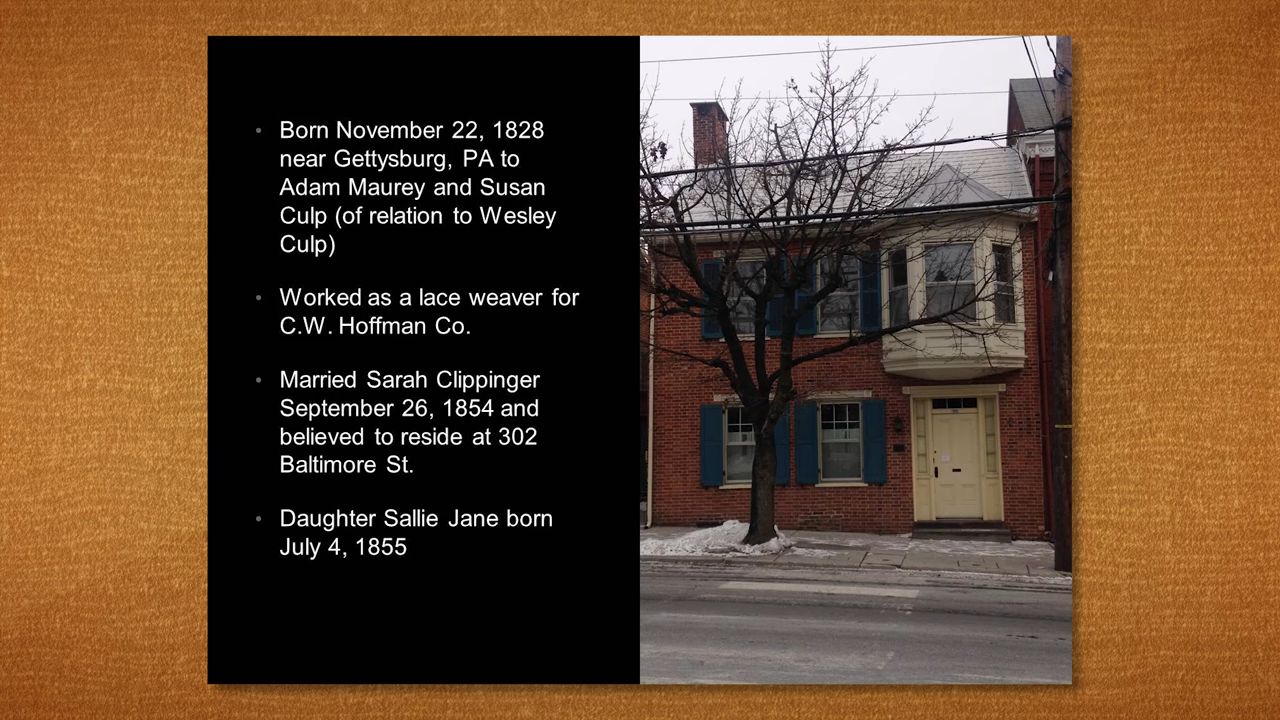 • Born November 22, 1828
near Gettysburg, PA to
Adam Maurey and Susan
Culp (of relation to Wesley
Culp)
• Worked as a lace weaver for
C.W. Hoffman Co.
• Married Sarah Clippinger
September 26, 1854 and
believed to reside at 302
Baltimore St.
• Daughter Sallie Jane born
July 4, 1855